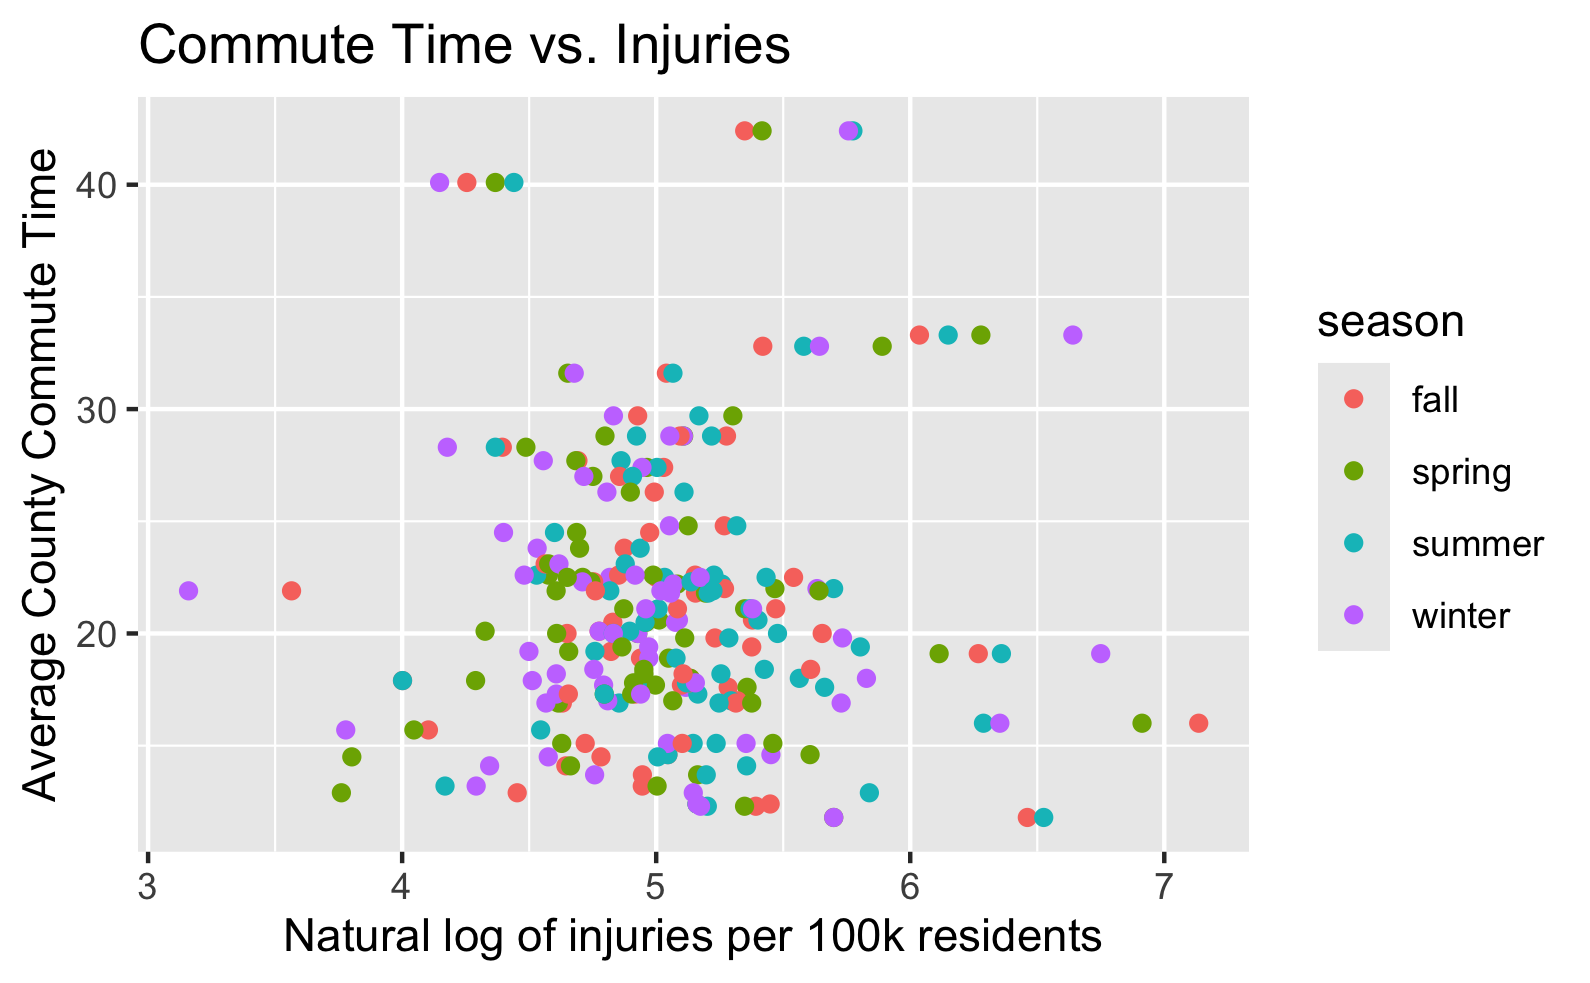 Commute Time vs. Injuries
Average County Commute Time
40
30
20
3 4 5 6 7
Natural log of injuries per 100k residents
season
fall
spring
summer
winter